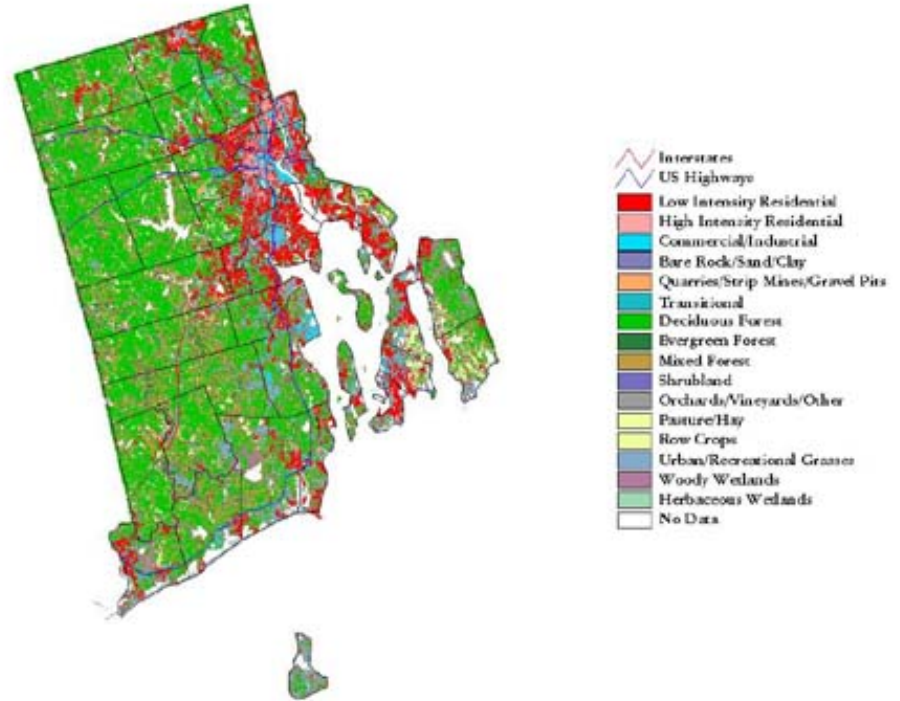 Interstates
US Highways
Low Intensity Residential
High Intensity Residential
Commercial/Industrial
Bare Rock/Sand/Clay
Quarries/Strip Mines/Gravel Pits
Transitional
Deciduous Forest
Evergreen Forest
Mixed Forest
Shrubland
Orchards/Vineyards/Other
Pasture/Hay
Row Crops
Urban/Recreational Grasses
Woody Wetlands
Herbaceous Wetlands
No Data